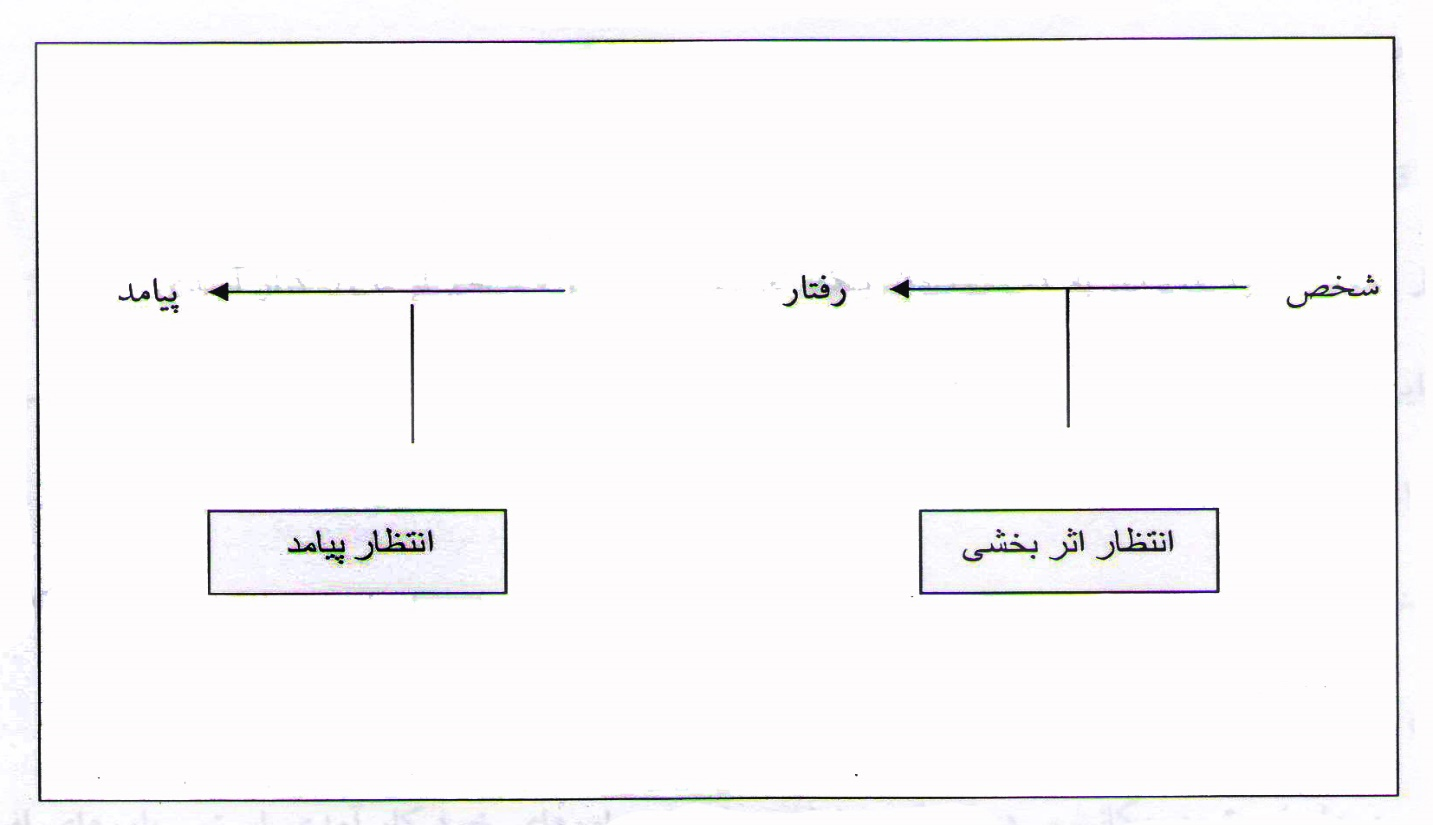 شخص رفتار پیامد
انتظار اثر بخشی
انتظار پیامد